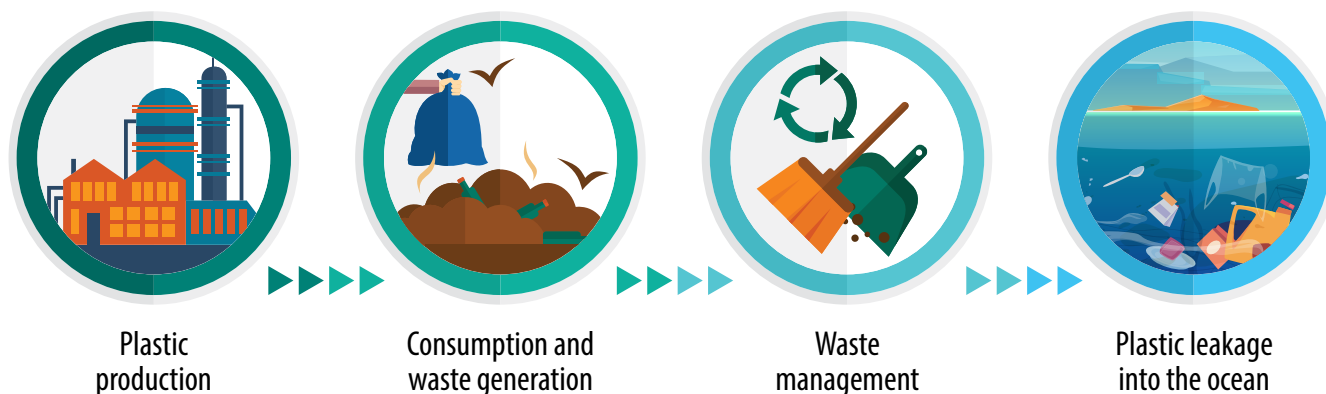 Plastic
production
Consumption and
waste generation
Waste
management
Plastic leakage
into the ocean